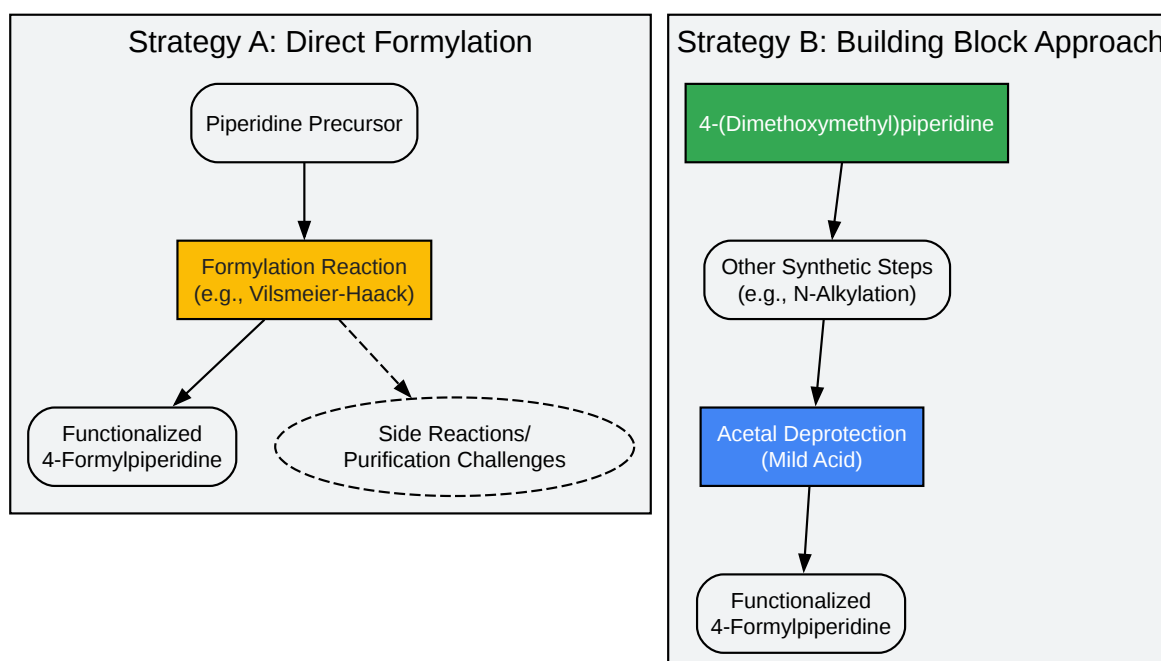 Strategy A: Direct Formylation
Piperidine Precursor
Formylation Reaction
(e.g., Vilsmeier-Haack)
Functionalized
4-Formylpiperidine
Side Reactions/
Purification Challenges
Strategy B: Building Block Approach
4-(Dimethoxymethyl)piperidine
Other Synthetic Steps
(e.g., N-Alkylation)
Acetal Deprotection
(Mild Acid)
Functionalized
4-Formylpiperidine